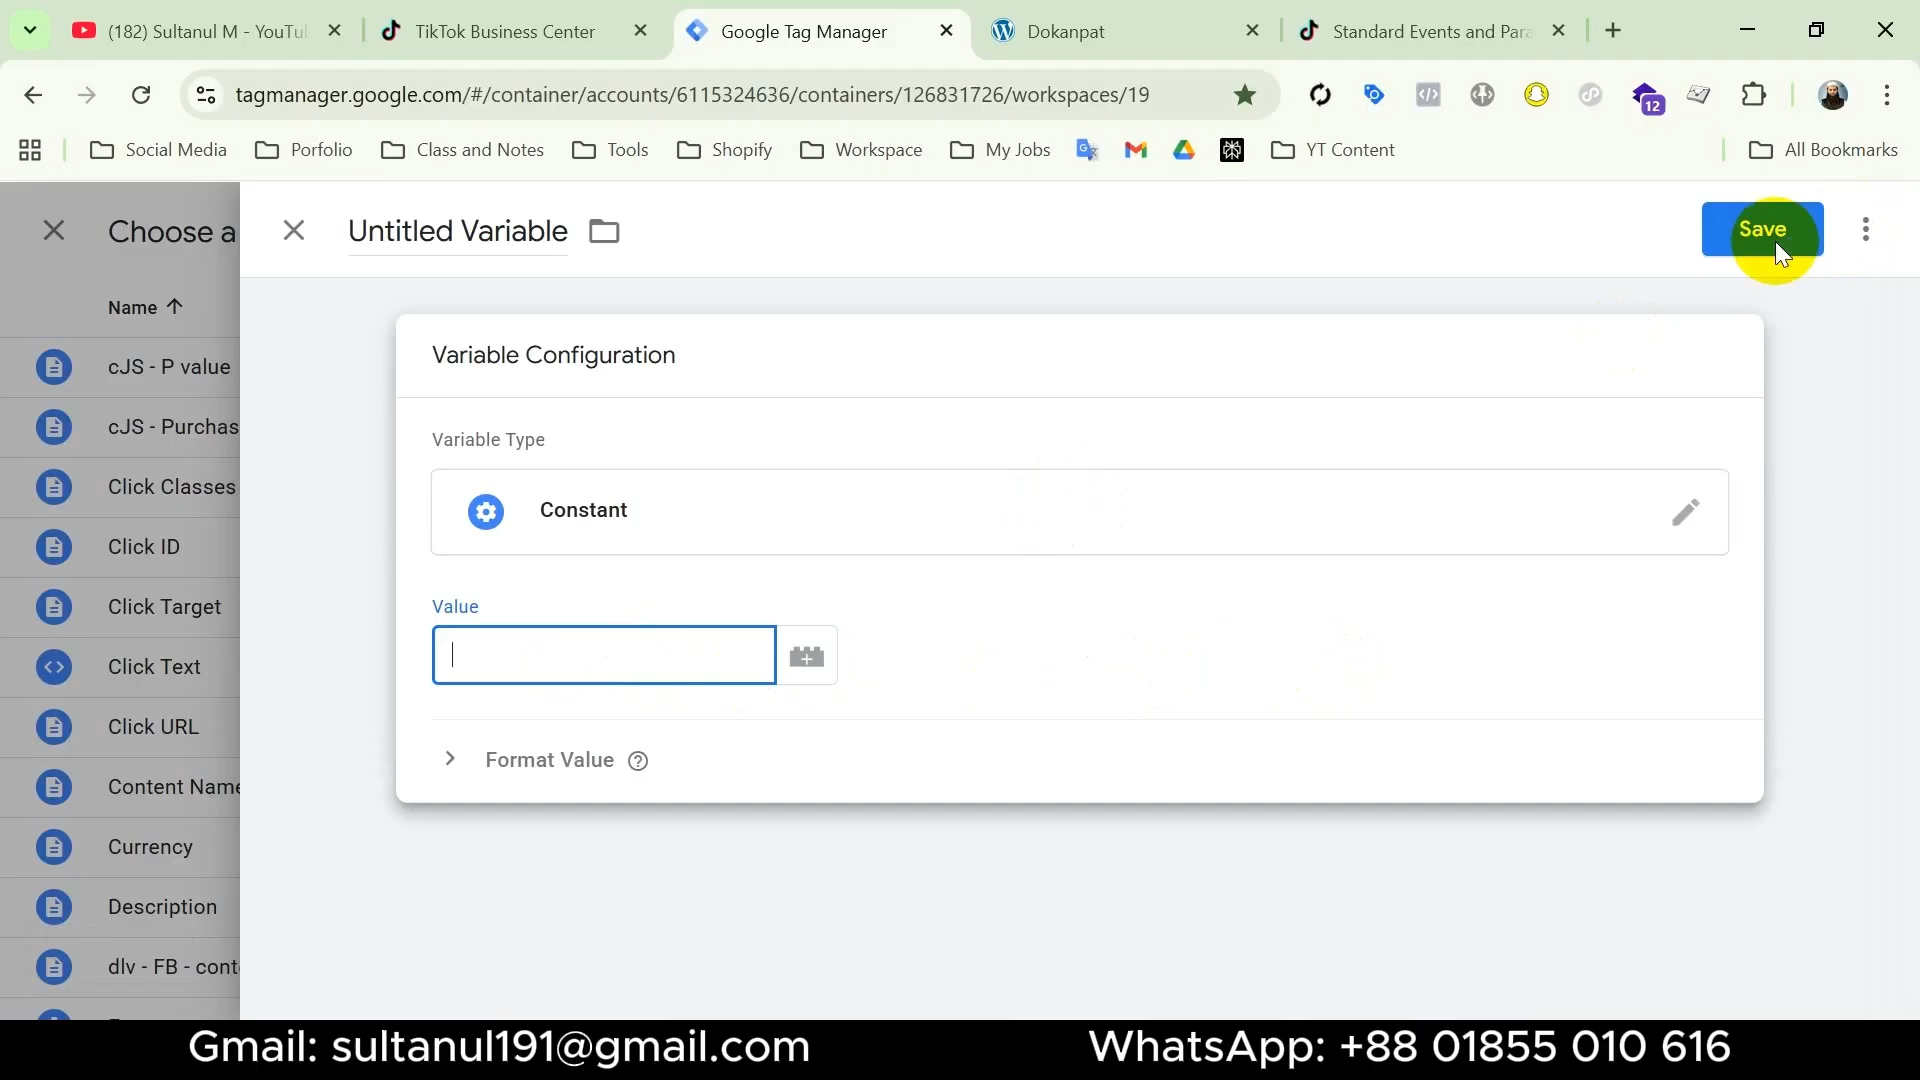 (182) Sultanul M - YouTu
TikTok Business Center
Google Tag Manager
Dokanpat
Standard Events and Para
tagmanager.google.com/#/container/accounts/6115324636/containers/126831726/workspaces/19
12
Social Media
Porfolio
Class and Notes
Tools
Shopify
Workspace
My Jobs
YT Content
All Bookmarks
Choose a
Untitled Variable
Save
Name
cJS - P value
cJS - Purchas
Click Classes
Click ID
Click Target
Click Text
Click URL
Content Name
Currency
Description
dlv - FB - conte
Variable Configuration
Variable Type
Constant
Value
Format Value
Gmail: sultanul191@gmail.com
WhatsApp: +88 01855 010 616